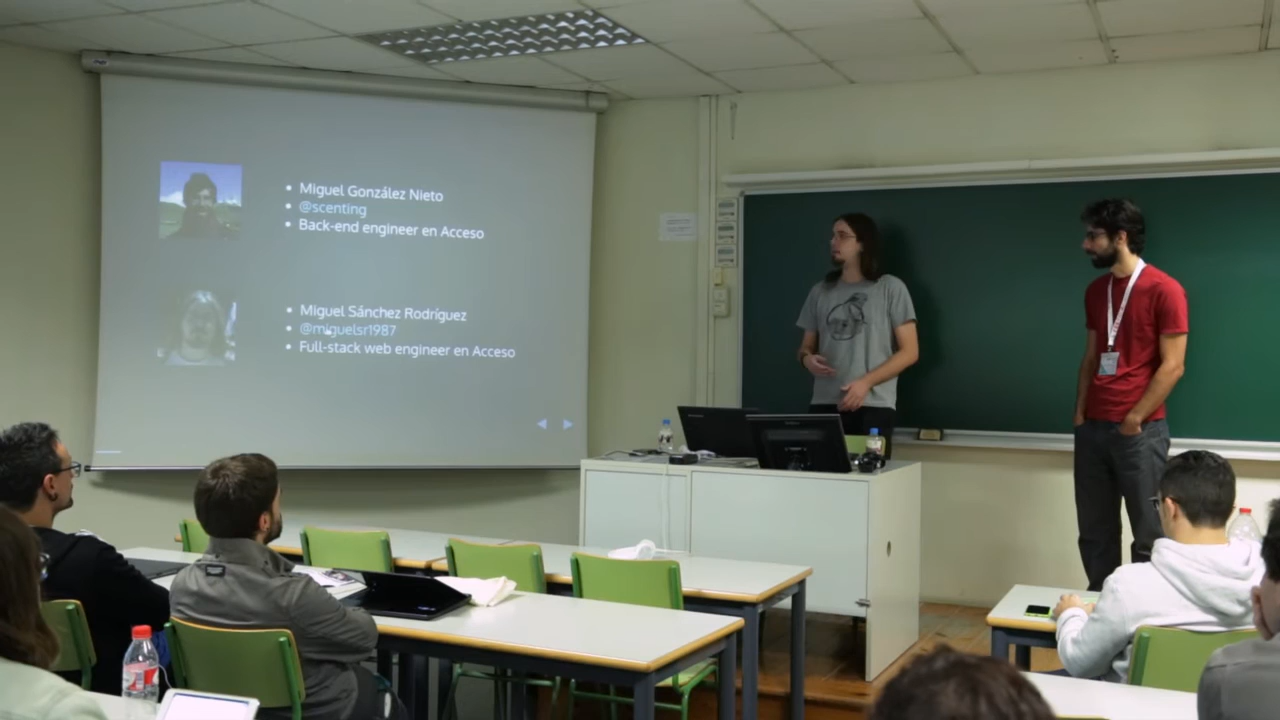 Miguel González Nieto
@scenting
Back-end engineer en Acceso
Miguel Sánchez Rodríguez
@miguelsr1987
Full-stack web engineer en Acceso